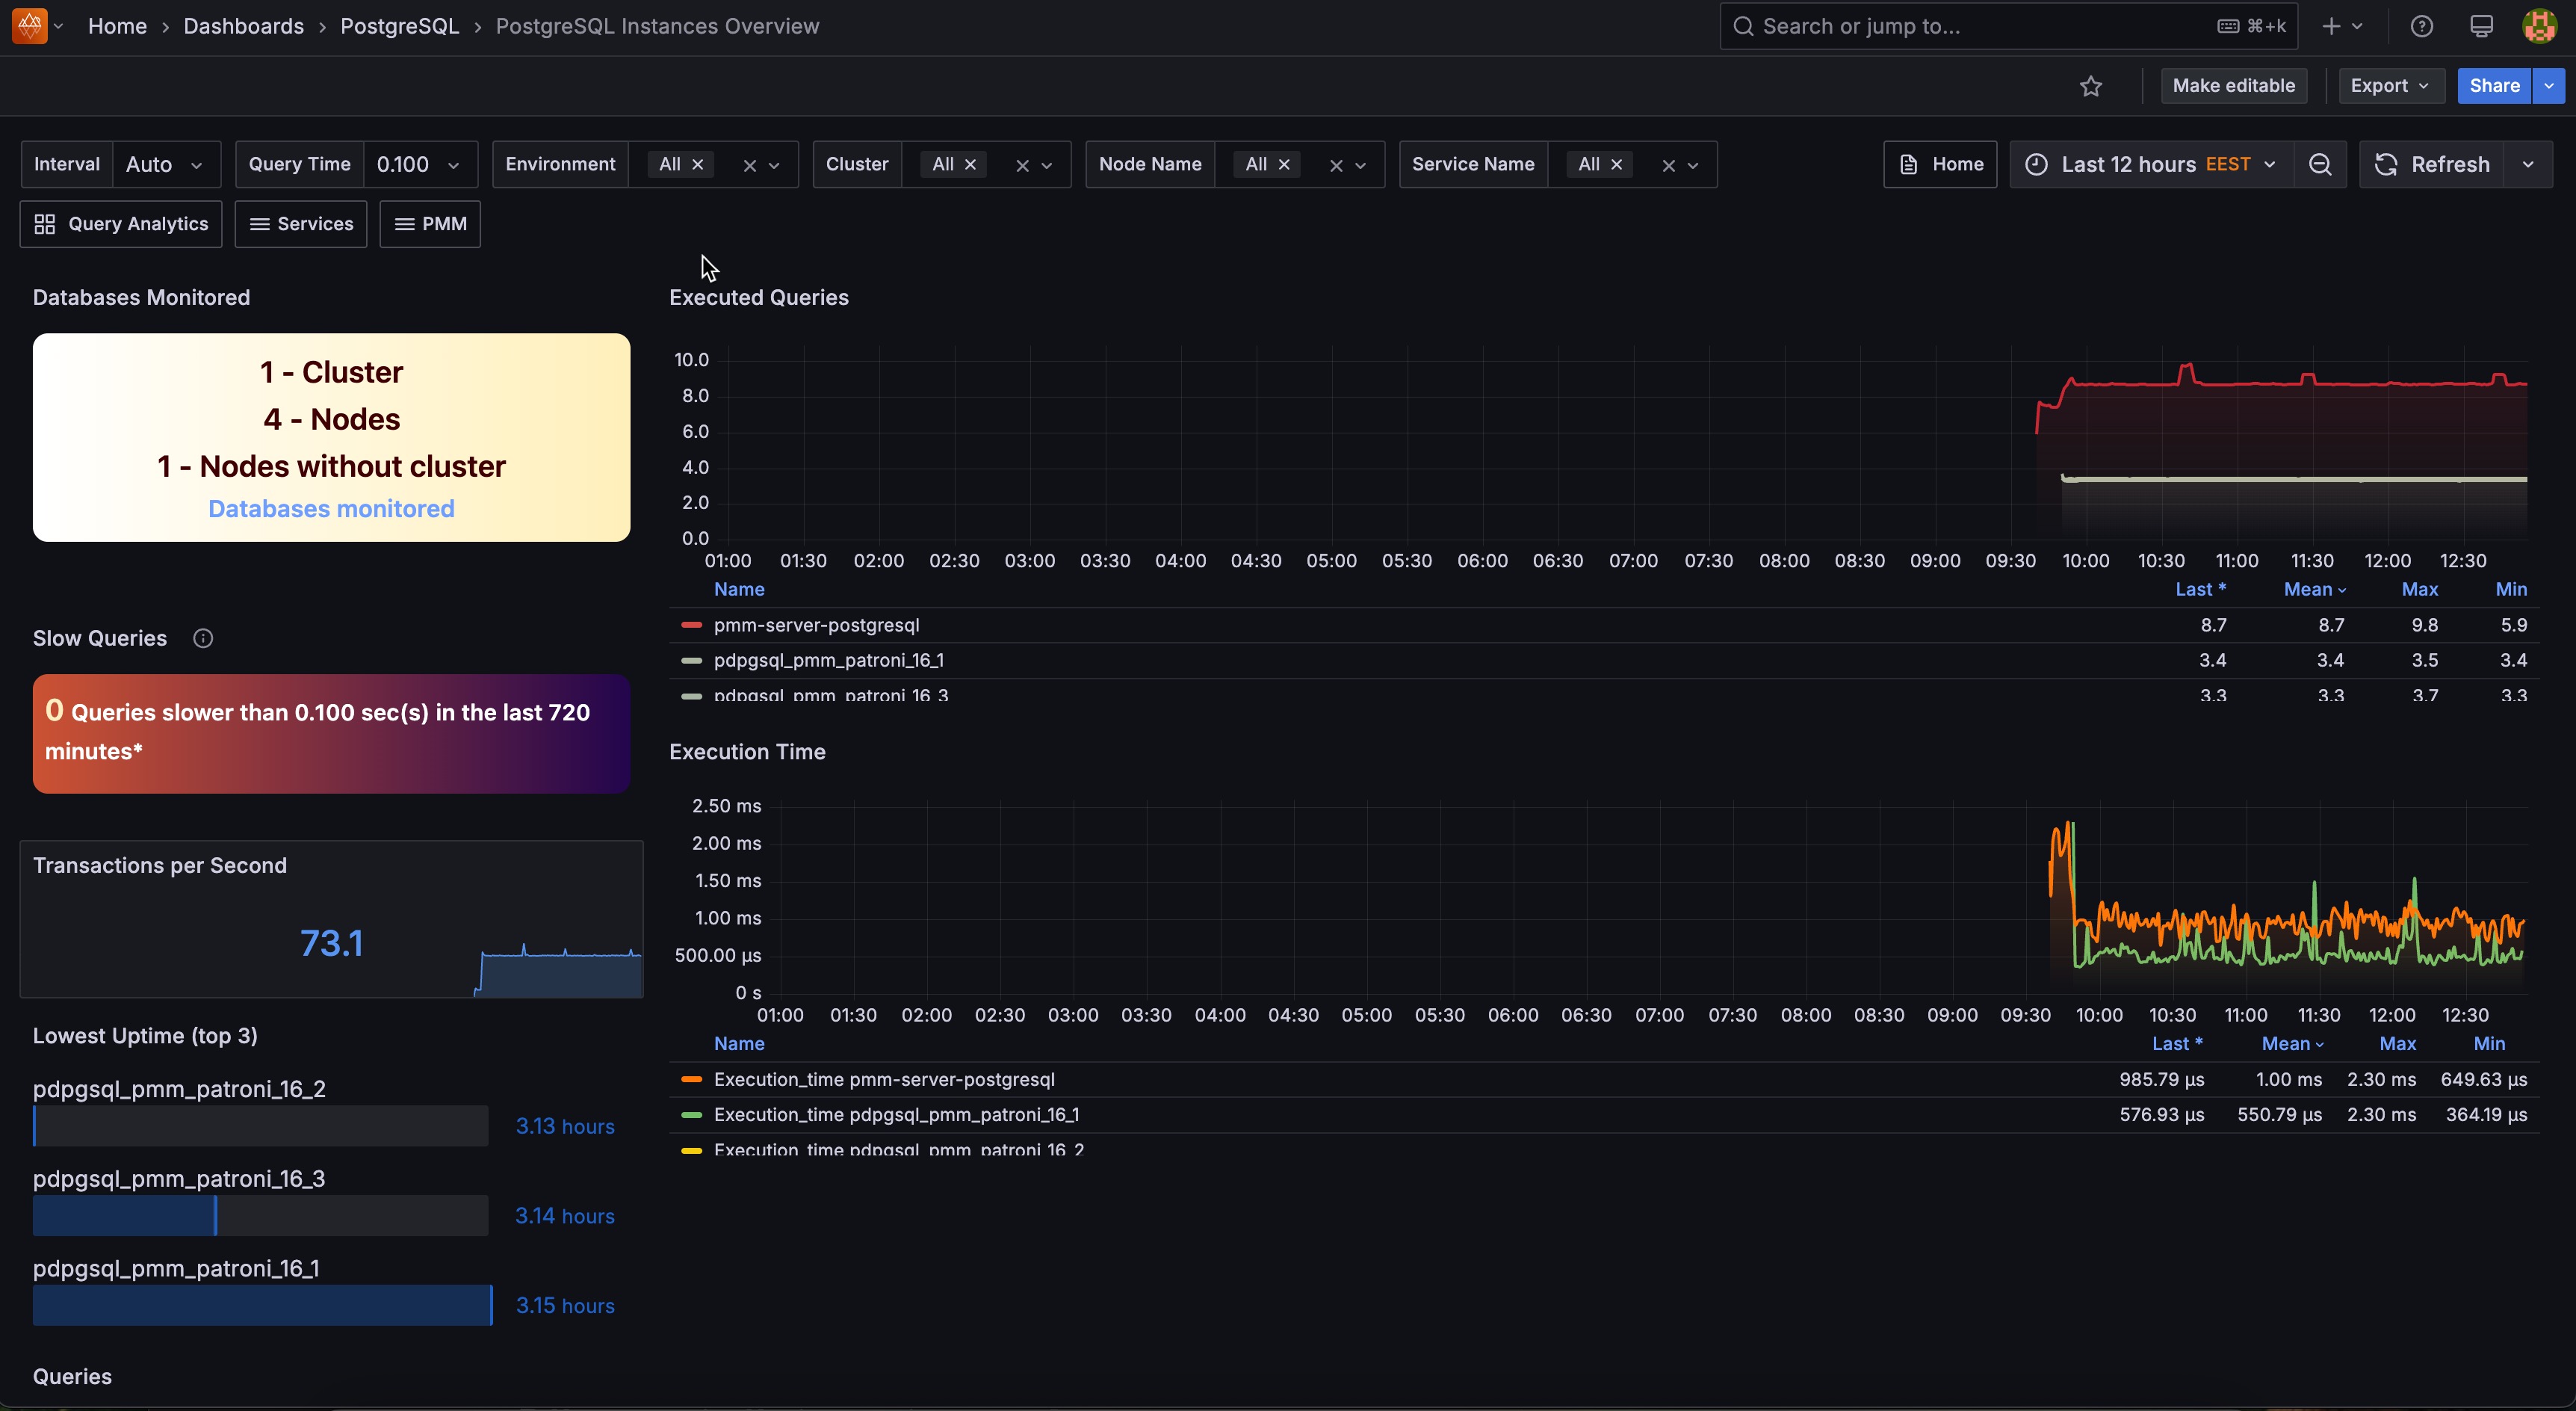 Home › Dashboards › PostgreSQL › PostgreSQL Instances Overview
Search or jump to...
⌘+k
Make editable
Export
Share
Interval Auto
Query Time 0.100
Environment All
Cluster All
Node Name All
Service Name All
Home
Last 12 hours EEST
Refresh
Query Analytics
Services
PMM
Databases Monitored
1 - Cluster
4 - Nodes
1 - Nodes without cluster
Databases monitored
Slow Queries
0 Queries slower than 0.100 sec(s) in the last 720
minutes*
Transactions per Second
73.1
Lowest Uptime (top 3)
pdpgsql_pmm_patroni_16_2
3.13 hours
pdpgsql_pmm_patroni_16_3
3.14 hours
pdpgsql_pmm_patroni_16_1
3.15 hours
Queries
Executed Queries
10.0
8.0
6.0
4.0
2.0
0.0
01:00 01:30 02:00 02:30 03:00 03:30 04:00 04:30 05:00 05:30 06:00 06:30 07:00 07:30 08:00 08:30 09:00 09:30 10:00 10:30 11:00 11:30 12:00 12:30
Name Last * Mean Max Min
pmm-server-postgresql 8.7 8.7 9.8 5.9
pdpgsql_pmm_patroni_16_1 3.4 3.4 3.5 3.4
pdpgsql_pmm_patroni_16_3 3.3 3.3 3.7 3.3
Execution Time
2.50 ms
2.00 ms
1.50 ms
1.00 ms
500.00 µs
0 s
01:00 01:30 02:00 02:30 03:00 03:30 04:00 04:30 05:00 05:30 06:00 06:30 07:00 07:30 08:00 08:30 09:00 09:30 10:00 10:30 11:00 11:30 12:00 12:30
Name Last * Mean Max Min
Execution_time pmm-server-postgresql 985.79 µs 1.00 ms 2.30 ms 649.63 µs
Execution_time pdpgsql_pmm_patroni_16_1 576.93 µs 550.79 µs 2.30 ms 364.19 µs
Execution_time pdpgsql_pmm_patroni_16_2